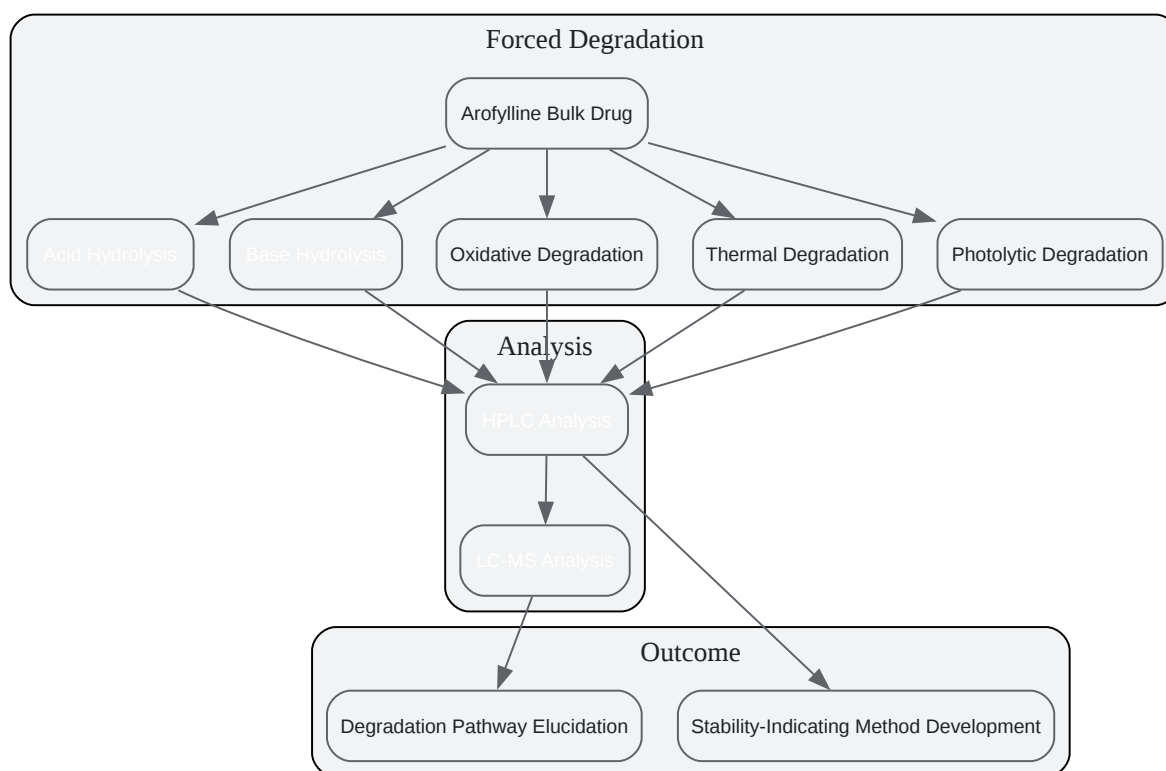 Forced Degradation
Arofylline Bulk Drug
Acid Hydrolysis
Base Hydrolysis
Oxidative Degradation
Thermal Degradation
Photolytic Degradation
Analysis
HPLC Analysis
LC-MS Analysis
Outcome
Degradation Pathway Elucidation
Stability-Indicating Method Development